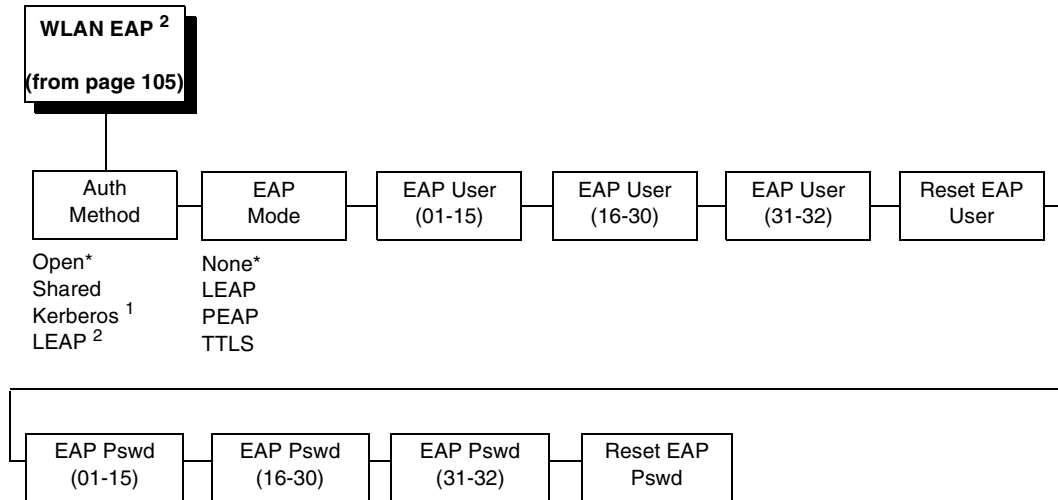 WLAN EAP 2
(from page 105)
Auth
Method
EAP
Mode
EAP User
(01-15)
EAP User
(16-30)
EAP User
(31-32)
Reset EAP
User
Open*
Shared
Kerberos 1
LEAP 2
None*
LEAP
PEAP
TTLS
EAP Pswd
(01-15)
EAP Pswd
(16-30)
EAP Pswd
(31-32)
Reset EAP
Pswd